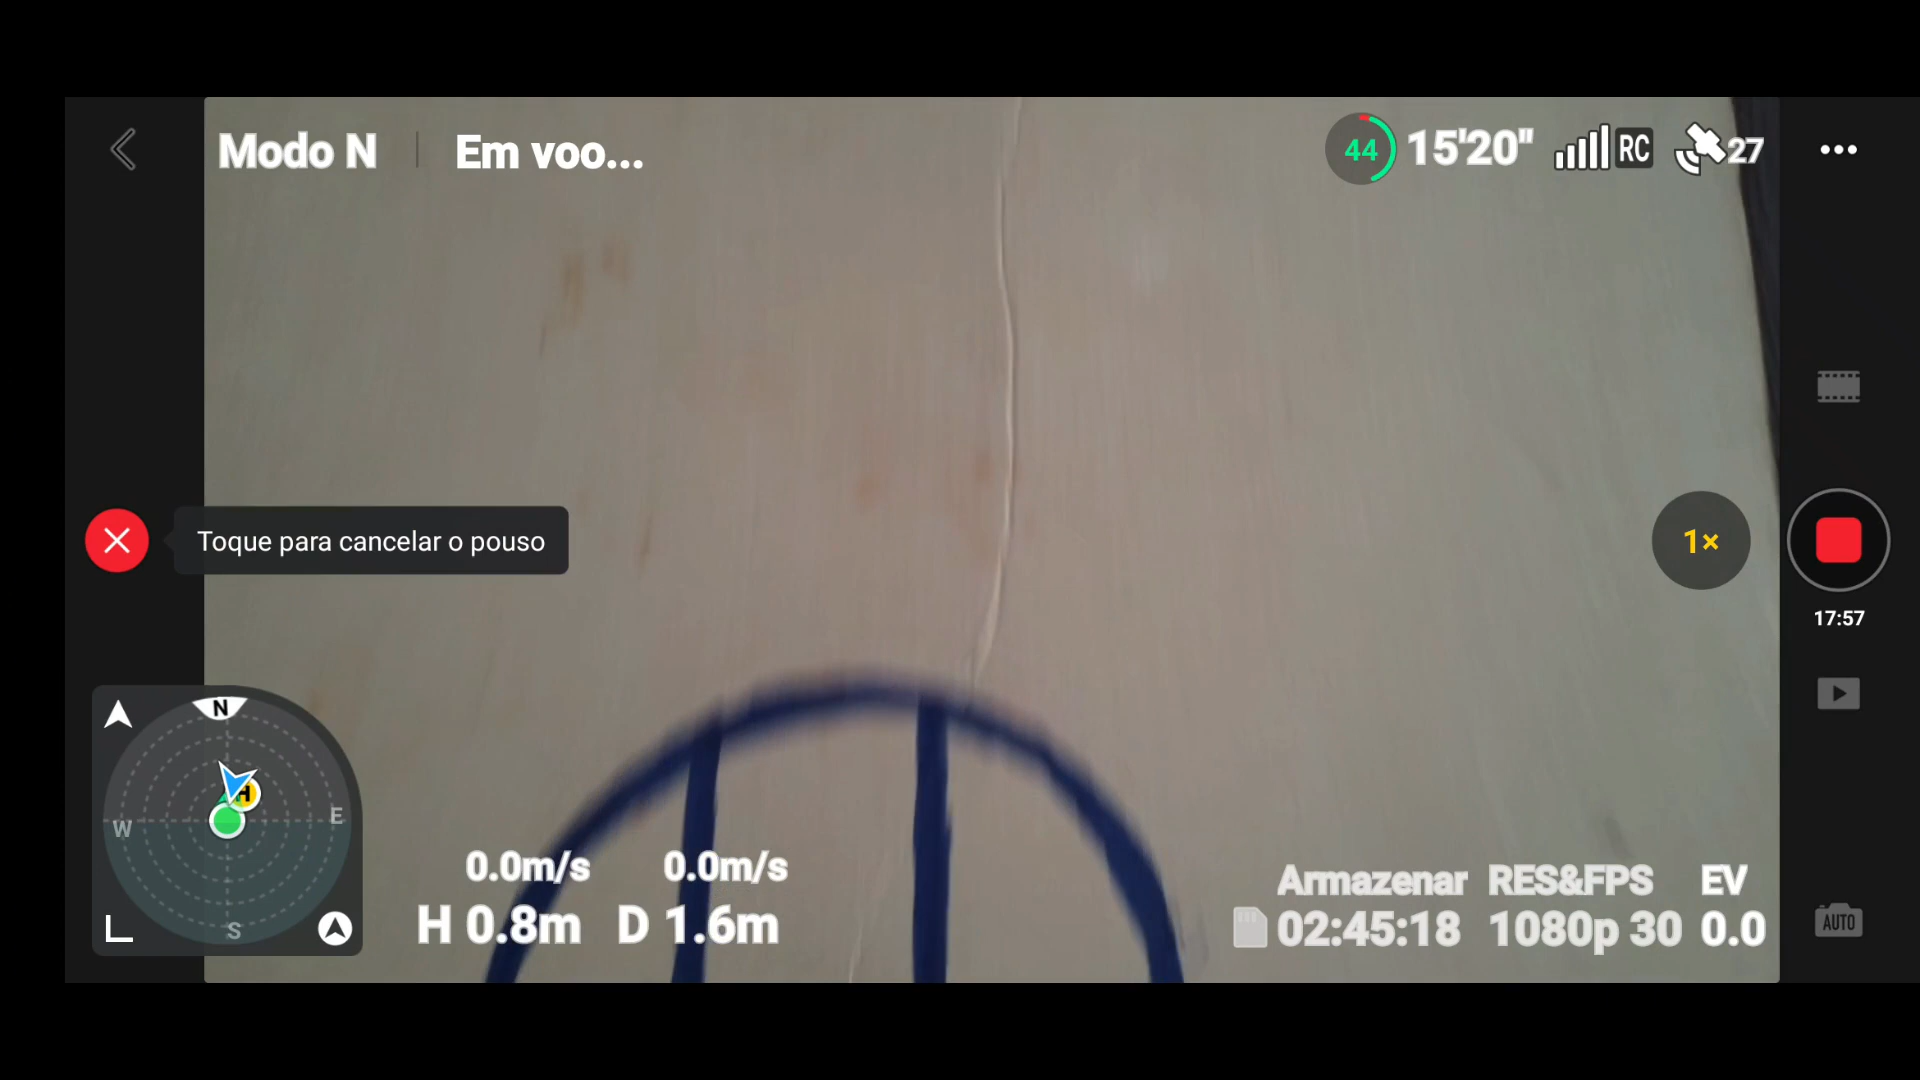 Modo N
Em voo...
44
15'20"
RC
27
Toque para cancelar o pouso
1×
17:57
N
H
W
E
S
0.0m/s
0.0m/s
H 0.8m
D 1.6m
Armazenar
RES&FPS
EV
02:45:18
1080p 30
0.0
AUTO